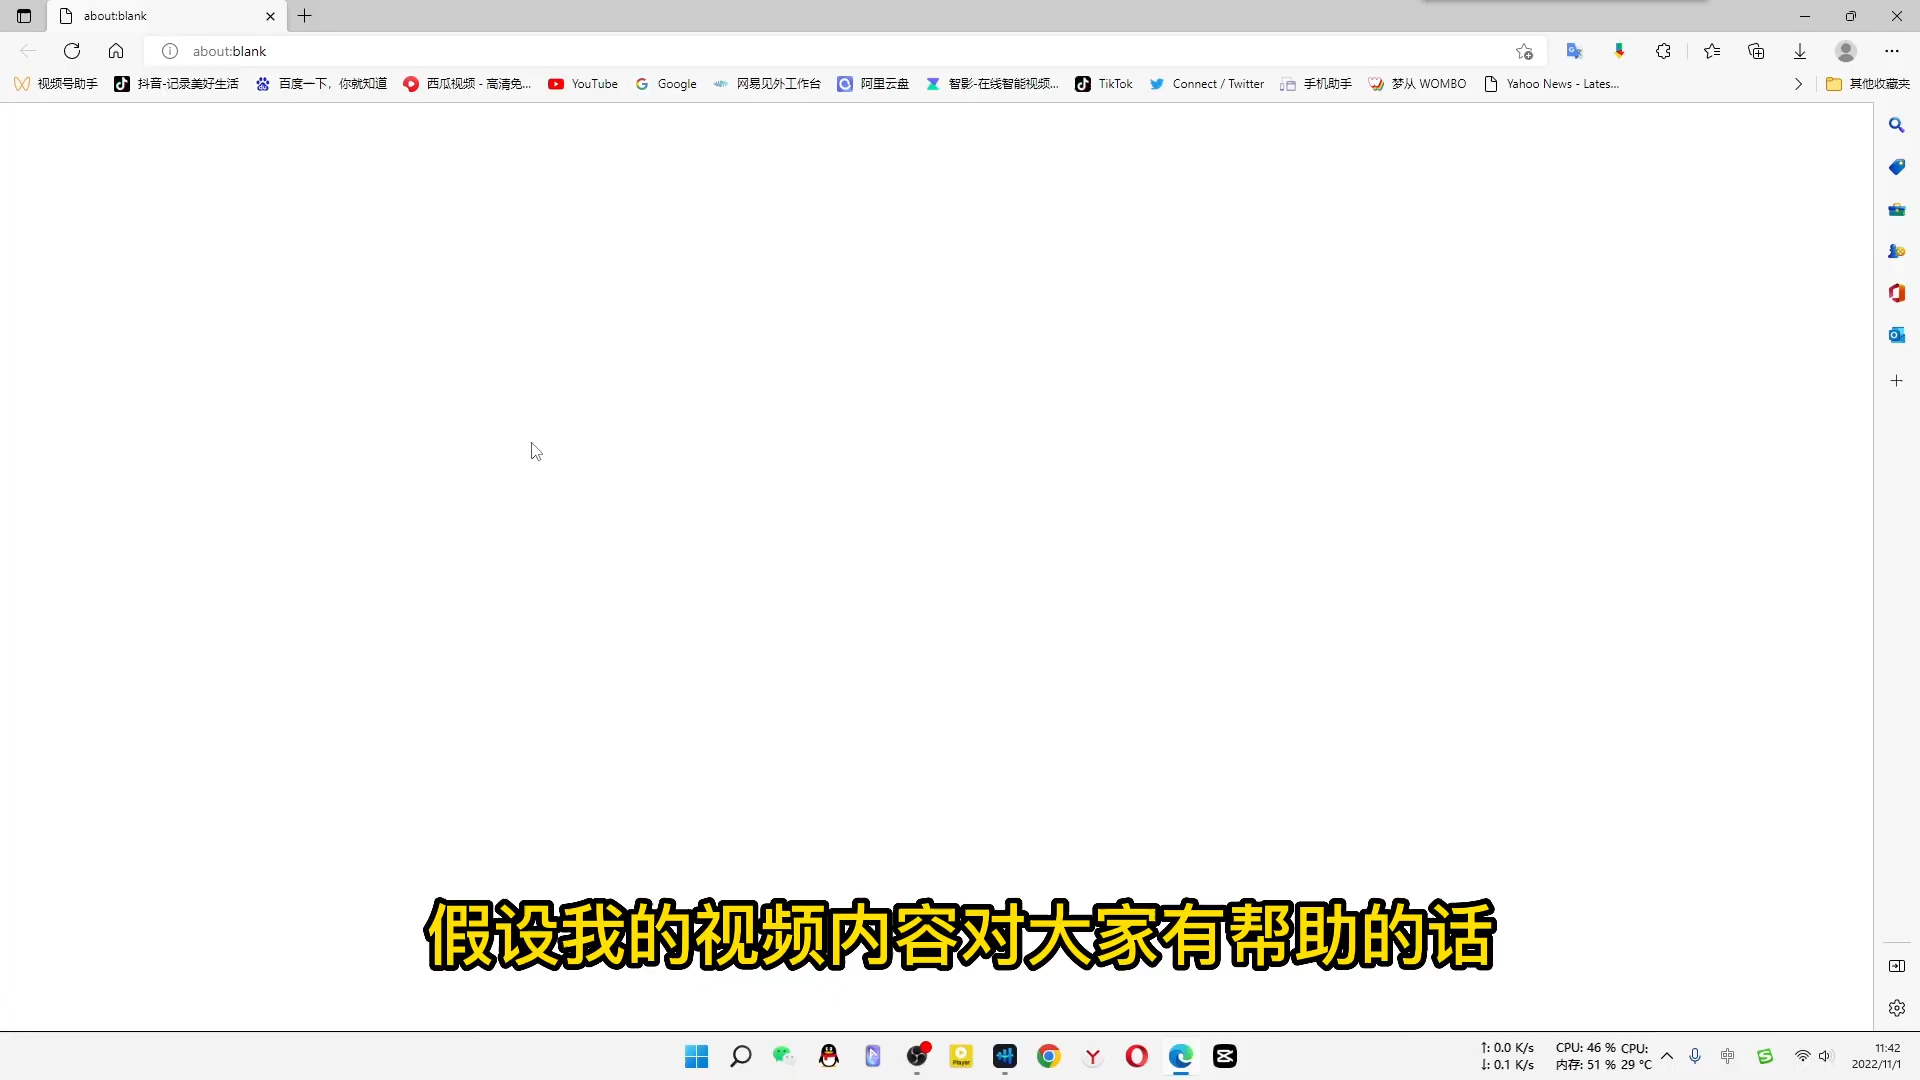 about:blank
about:blank
视频号助手
抖音-记录美好生活
百度一下，你就知道
西瓜视频 - 高清免...
YouTube
Google
网易见外工作台
阿里云盘
智影-在线智能视频...
TikTok
Connect / Twitter
手机助手
梦从 WOMBO
Yahoo News - Lates...
其他收藏夹
假设我的视频内容对大家有帮助的话
↑: 0.0 K/s
↓: 0.1 K/s
CPU: 46 % CPU:
内存: 51 % 29 °C
中
11:42
2022/11/1